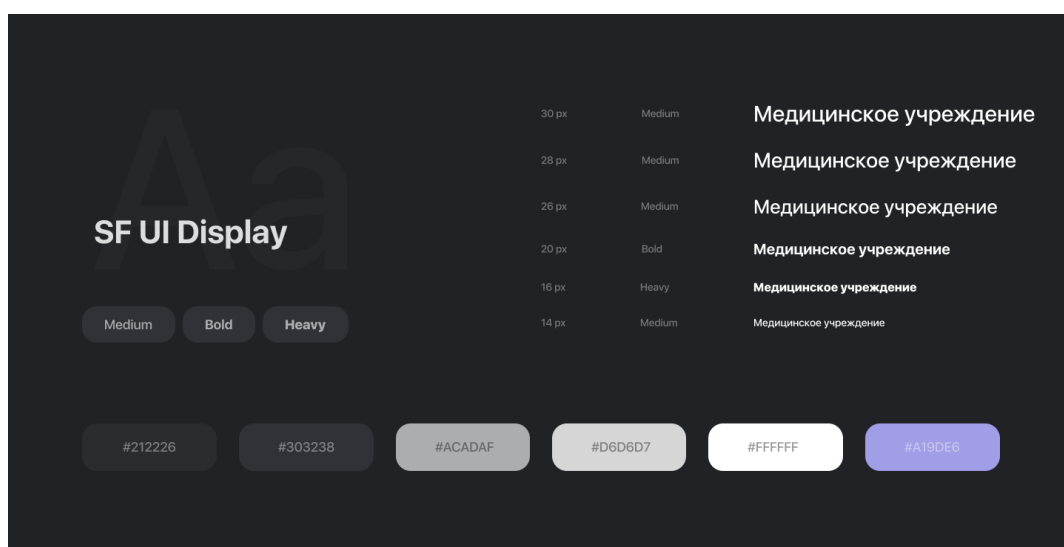 Aa
SF UI Display
Medium Bold Heavy
30 px Medium Медицинское учреждение
28 px Medium Медицинское учреждение
26 px Medium Медицинское учреждение
20 px Bold Медицинское учреждение
16 px Heavy Медицинское учреждение
14 px Medium Медицинское учреждение
#212226 #303238 #ACADAF #D6D6D7 #FFFFFF #A19DE6